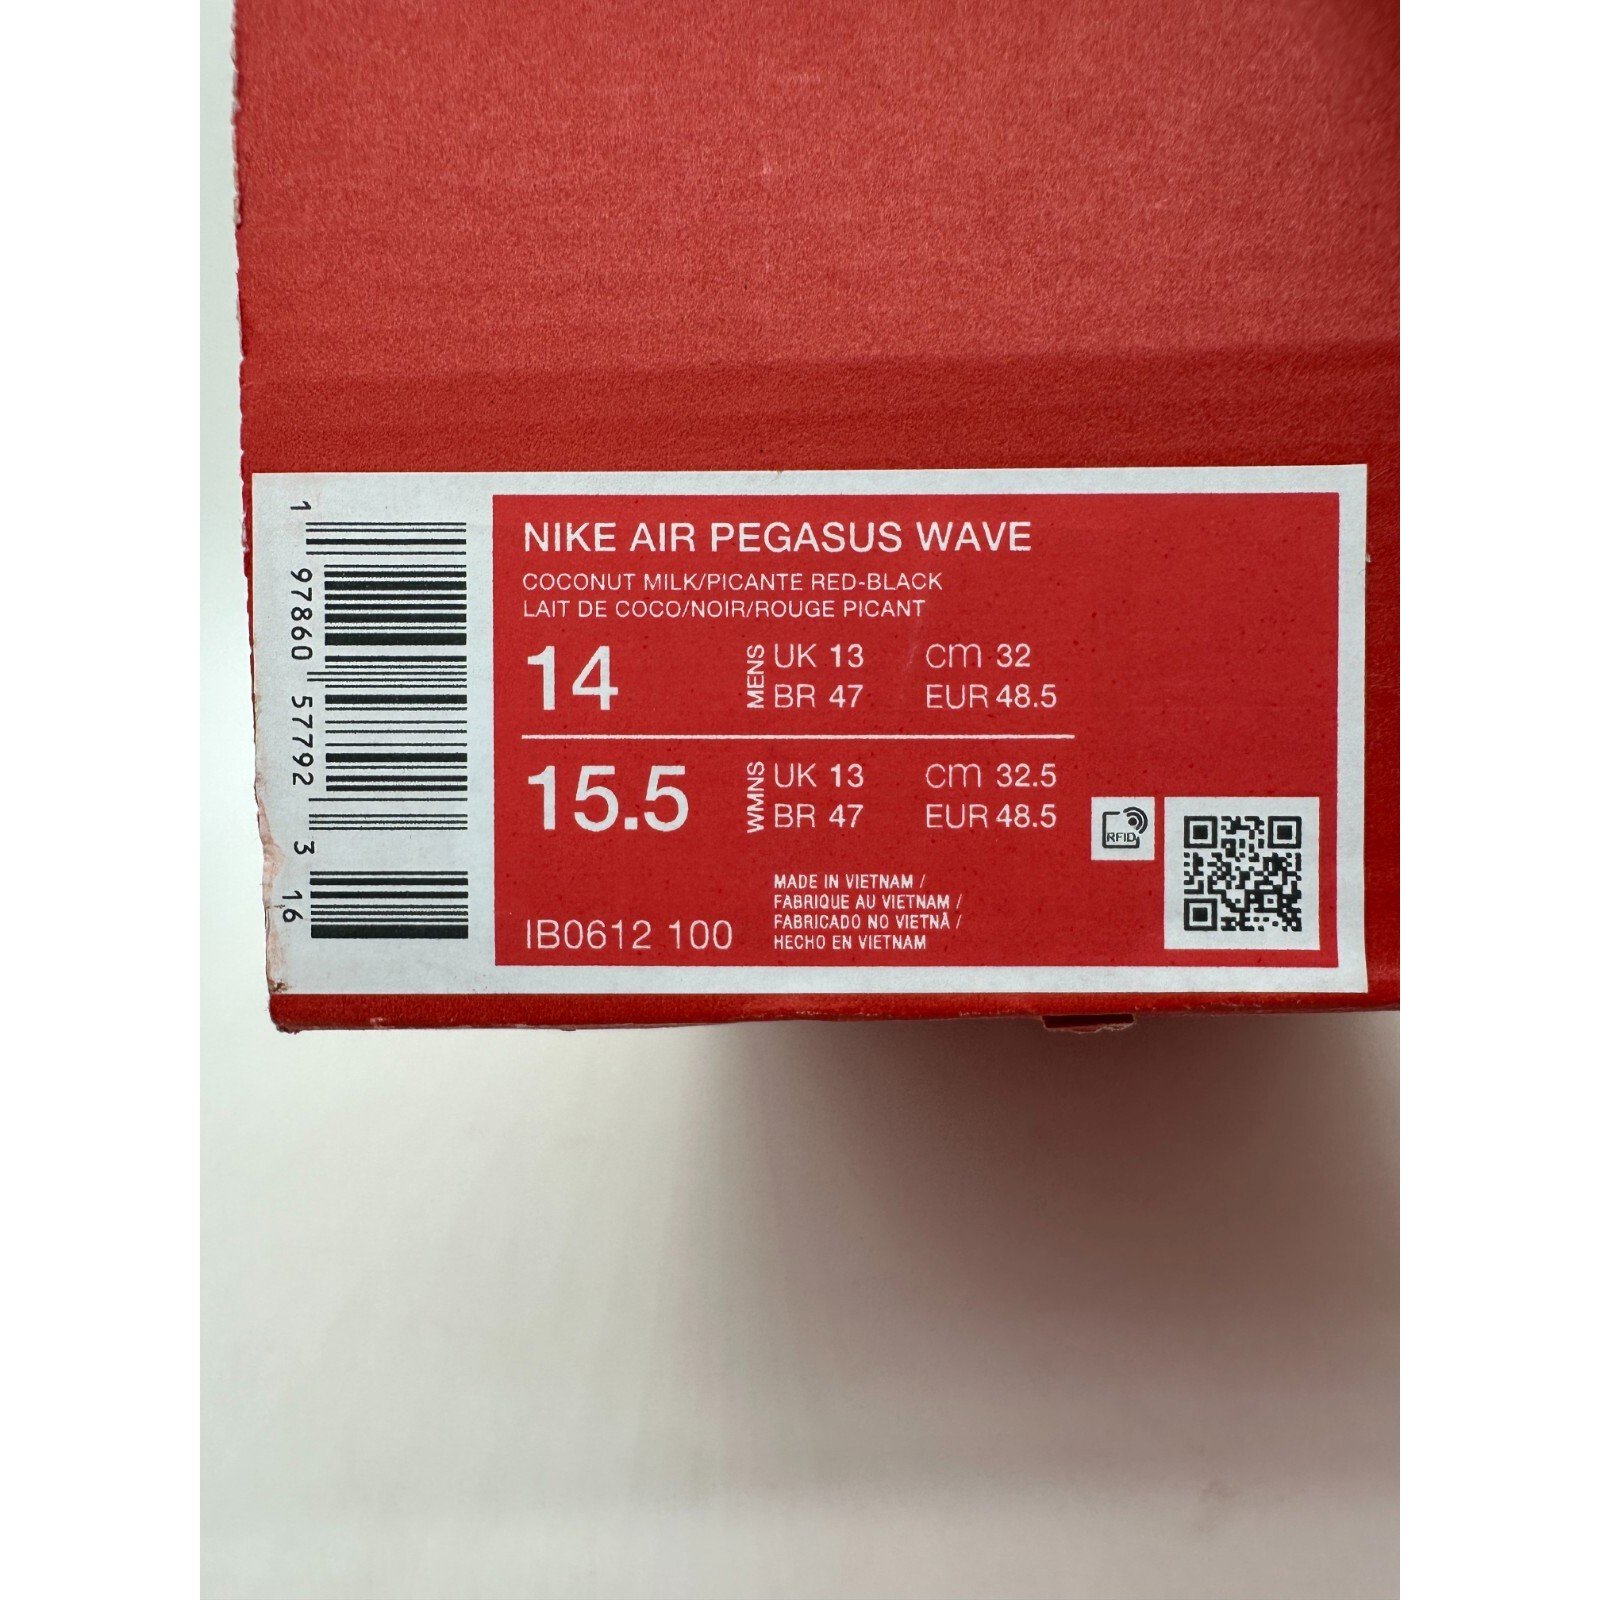 NIKE AIR PEGASUS WAVE
COCONUT MILK/PICANTE RED-BLACK
LAIT DE COCO/NOIR/ROUGE PICANT
14 MENS UK 13 cm 32
BR 47 EUR 48.5
15.5 WMNS UK 13 cm 32.5
BR 47 EUR 48.5
RFID
MADE IN VIETNAM /
FABRIQUE AU VIETNAM /
FABRICADO NO VIETNÃ /
HECHO EN VIETNAM
IB0612 100
1 97860 57792 3 16